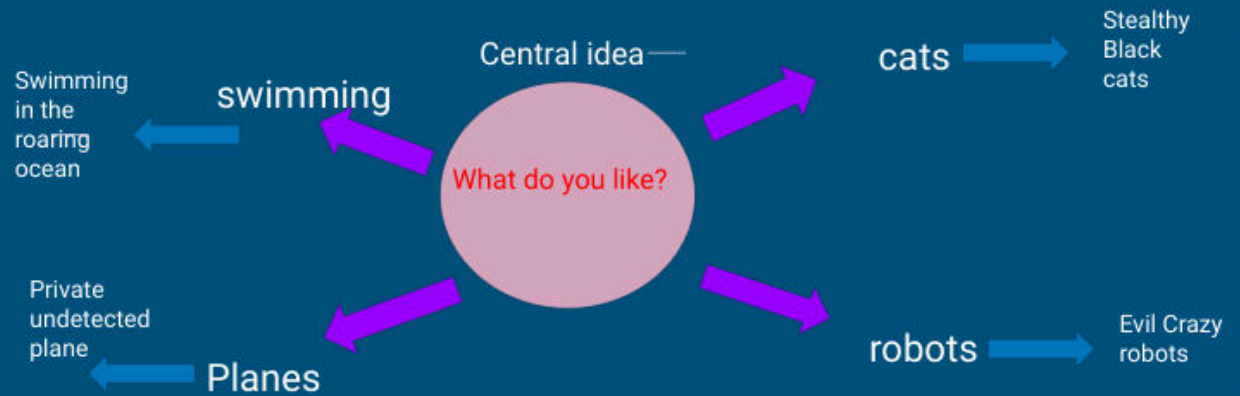 Central idea
What do you like?
swimming
Swimming
in the
roaring
ocean
cats
Stealthy
Black
cats
Planes
Private
undetected
plane
robots
Evil Crazy
robots